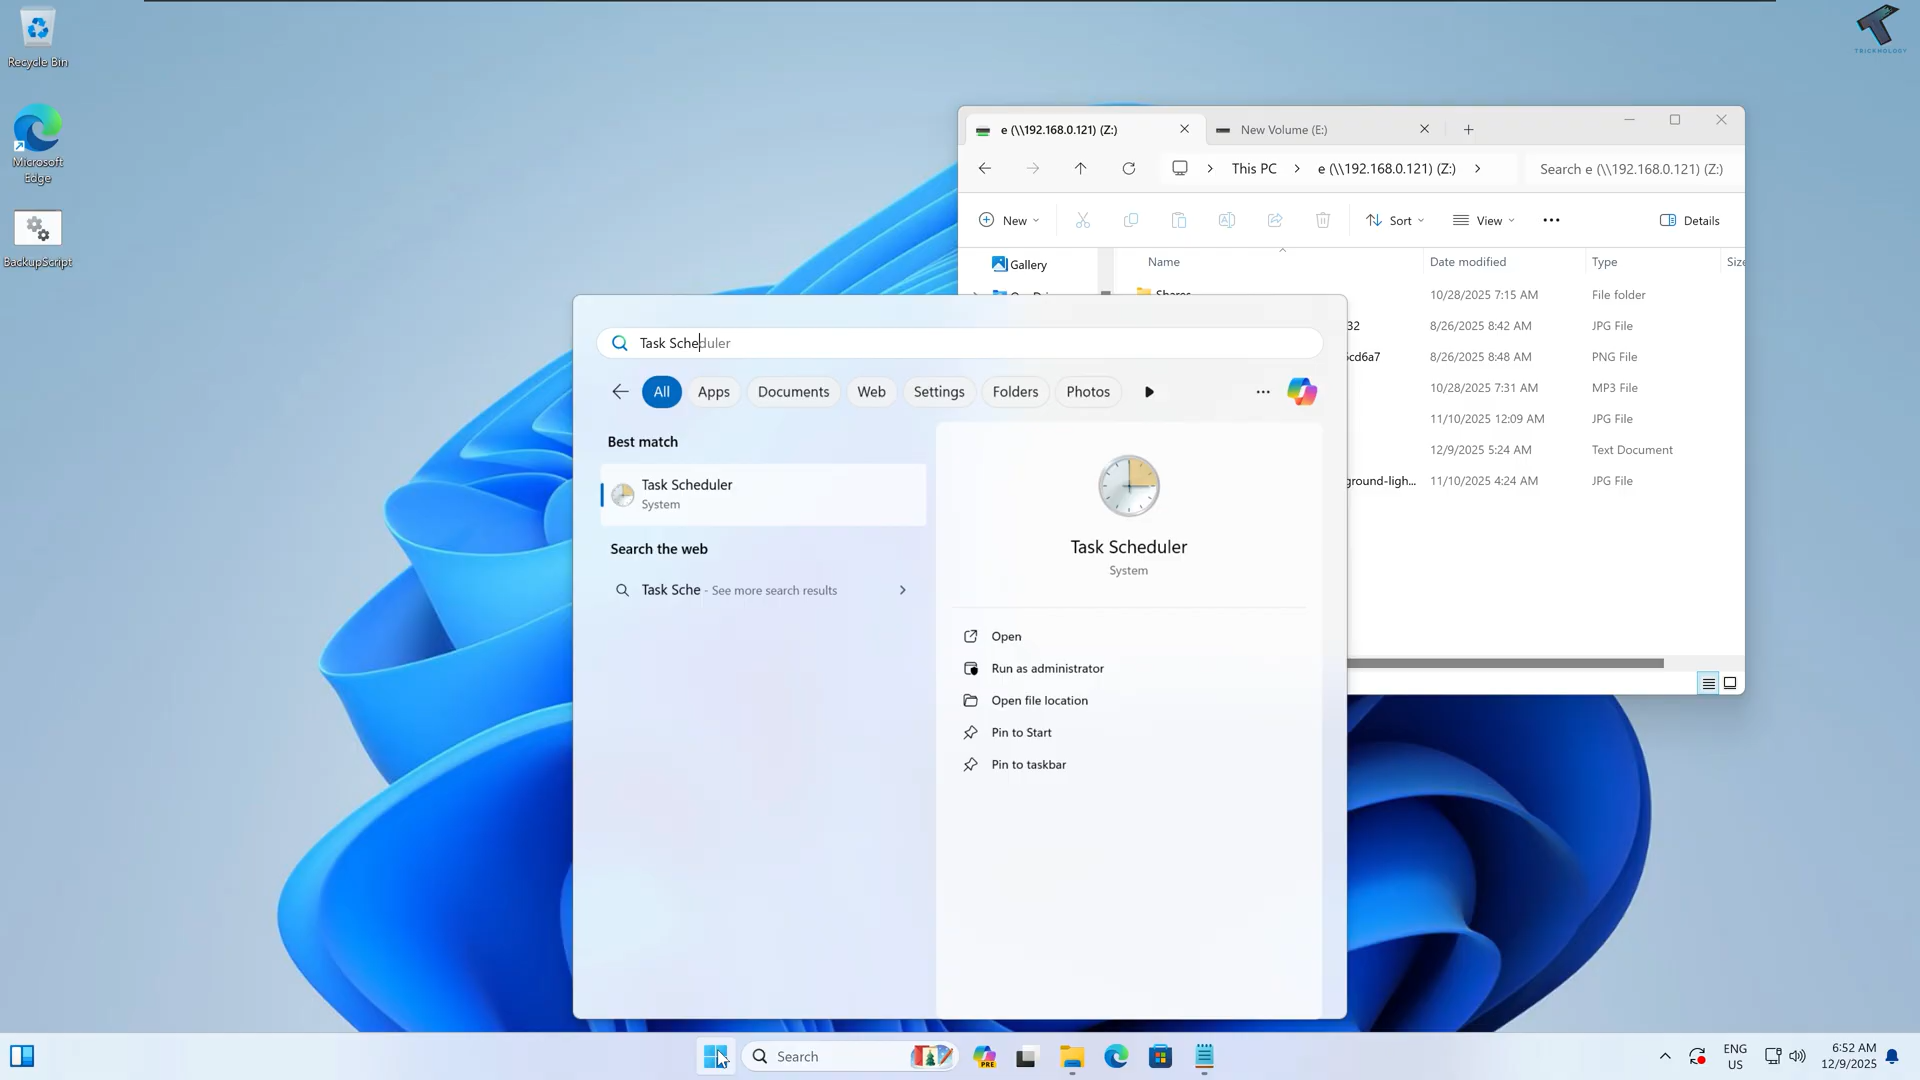 Recycle Bin
Microsoft
Edge
BackupScript
TRICKNOLOGY
e (\\192.168.0.121) (Z:)
New Volume (E:)
This PC
e (\\192.168.0.121) (Z:)
Search e (\\192.168.0.121) (Z:)
New
Sort
View
Details
Gallery
Name
Date modified
Type
Size
Shares
10/28/2025 7:15 AM
File folder
32
8/26/2025 8:42 AM
JPG File
cd6a7
8/26/2025 8:48 AM
PNG File
10/28/2025 7:31 AM
MP3 File
11/10/2025 12:09 AM
JPG File
12/9/2025 5:24 AM
Text Document
ground-ligh...
11/10/2025 4:24 AM
JPG File
Task Scheduler
All
Apps
Documents
Web
Settings
Folders
Photos
Best match
Task Scheduler
System
Search the web
Task Sche - See more search results
Task Scheduler
System
Open
Run as administrator
Open file location
Pin to Start
Pin to taskbar
Search
PRE
ENG
US
6:52 AM
12/9/2025